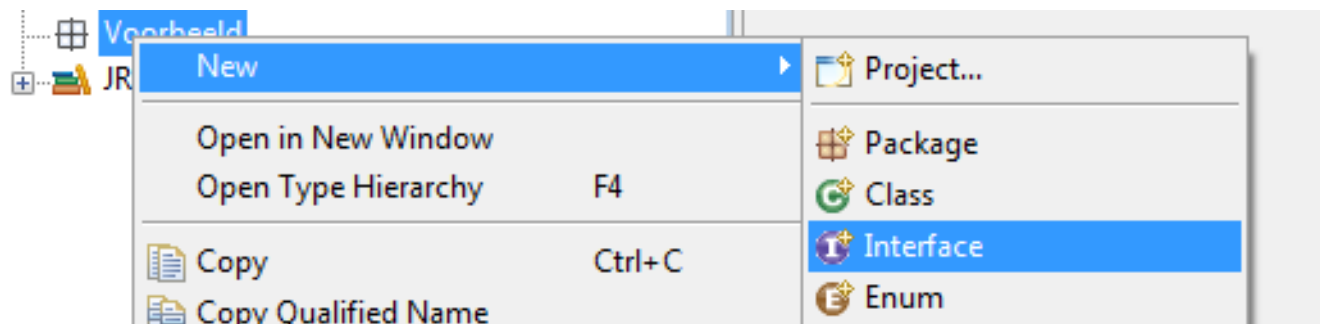 Voorbeeld
JR
New
Open in New Window
Open Type Hierarchy F4
Copy Ctrl+C
Copy Qualified Name
Project...
Package
Class
Interface
Enum